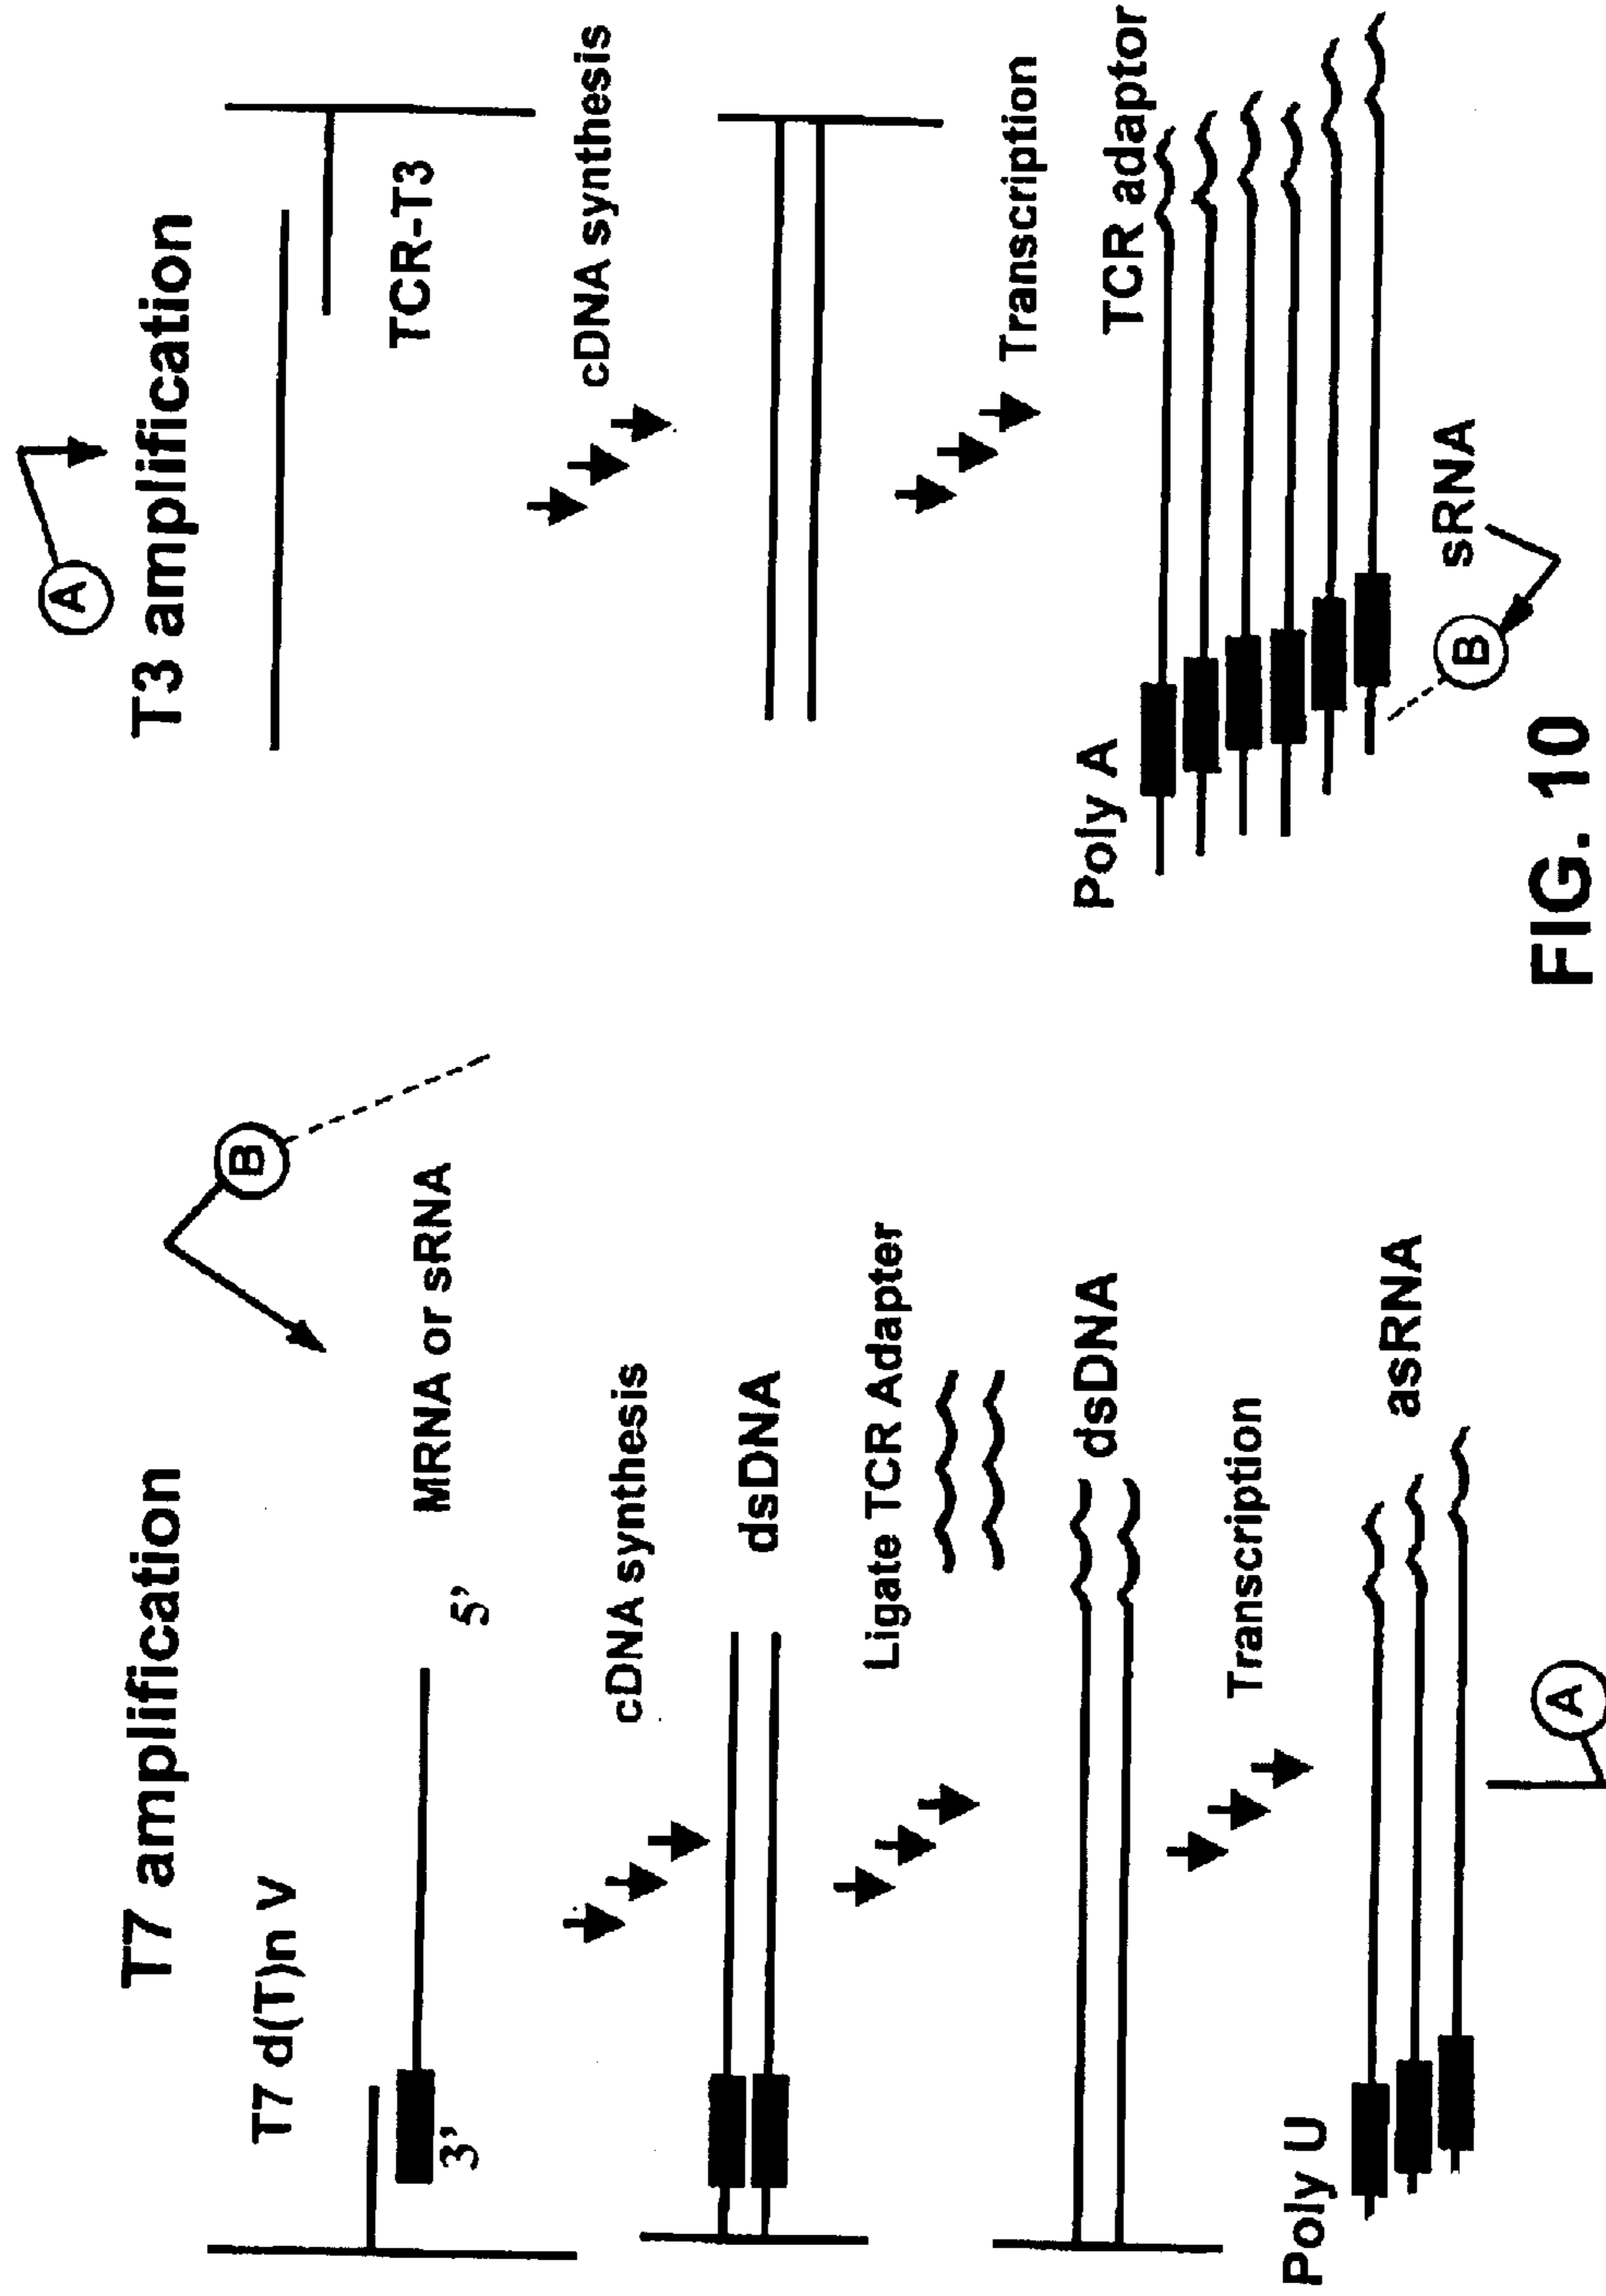 T7 amplification
B
T7 d(T)n V
MRNA or sRNA
3’
5’
cDNA synthesis
dsDNA
Ligate TCR Adapter
dsDNA
Transcription
Poly U
asRNA
A
A
T3 amplification
TCR-T3
cDNA synthesis
Transcription
Poly A
TCR adaptor
sRNA
B
FIG. 10